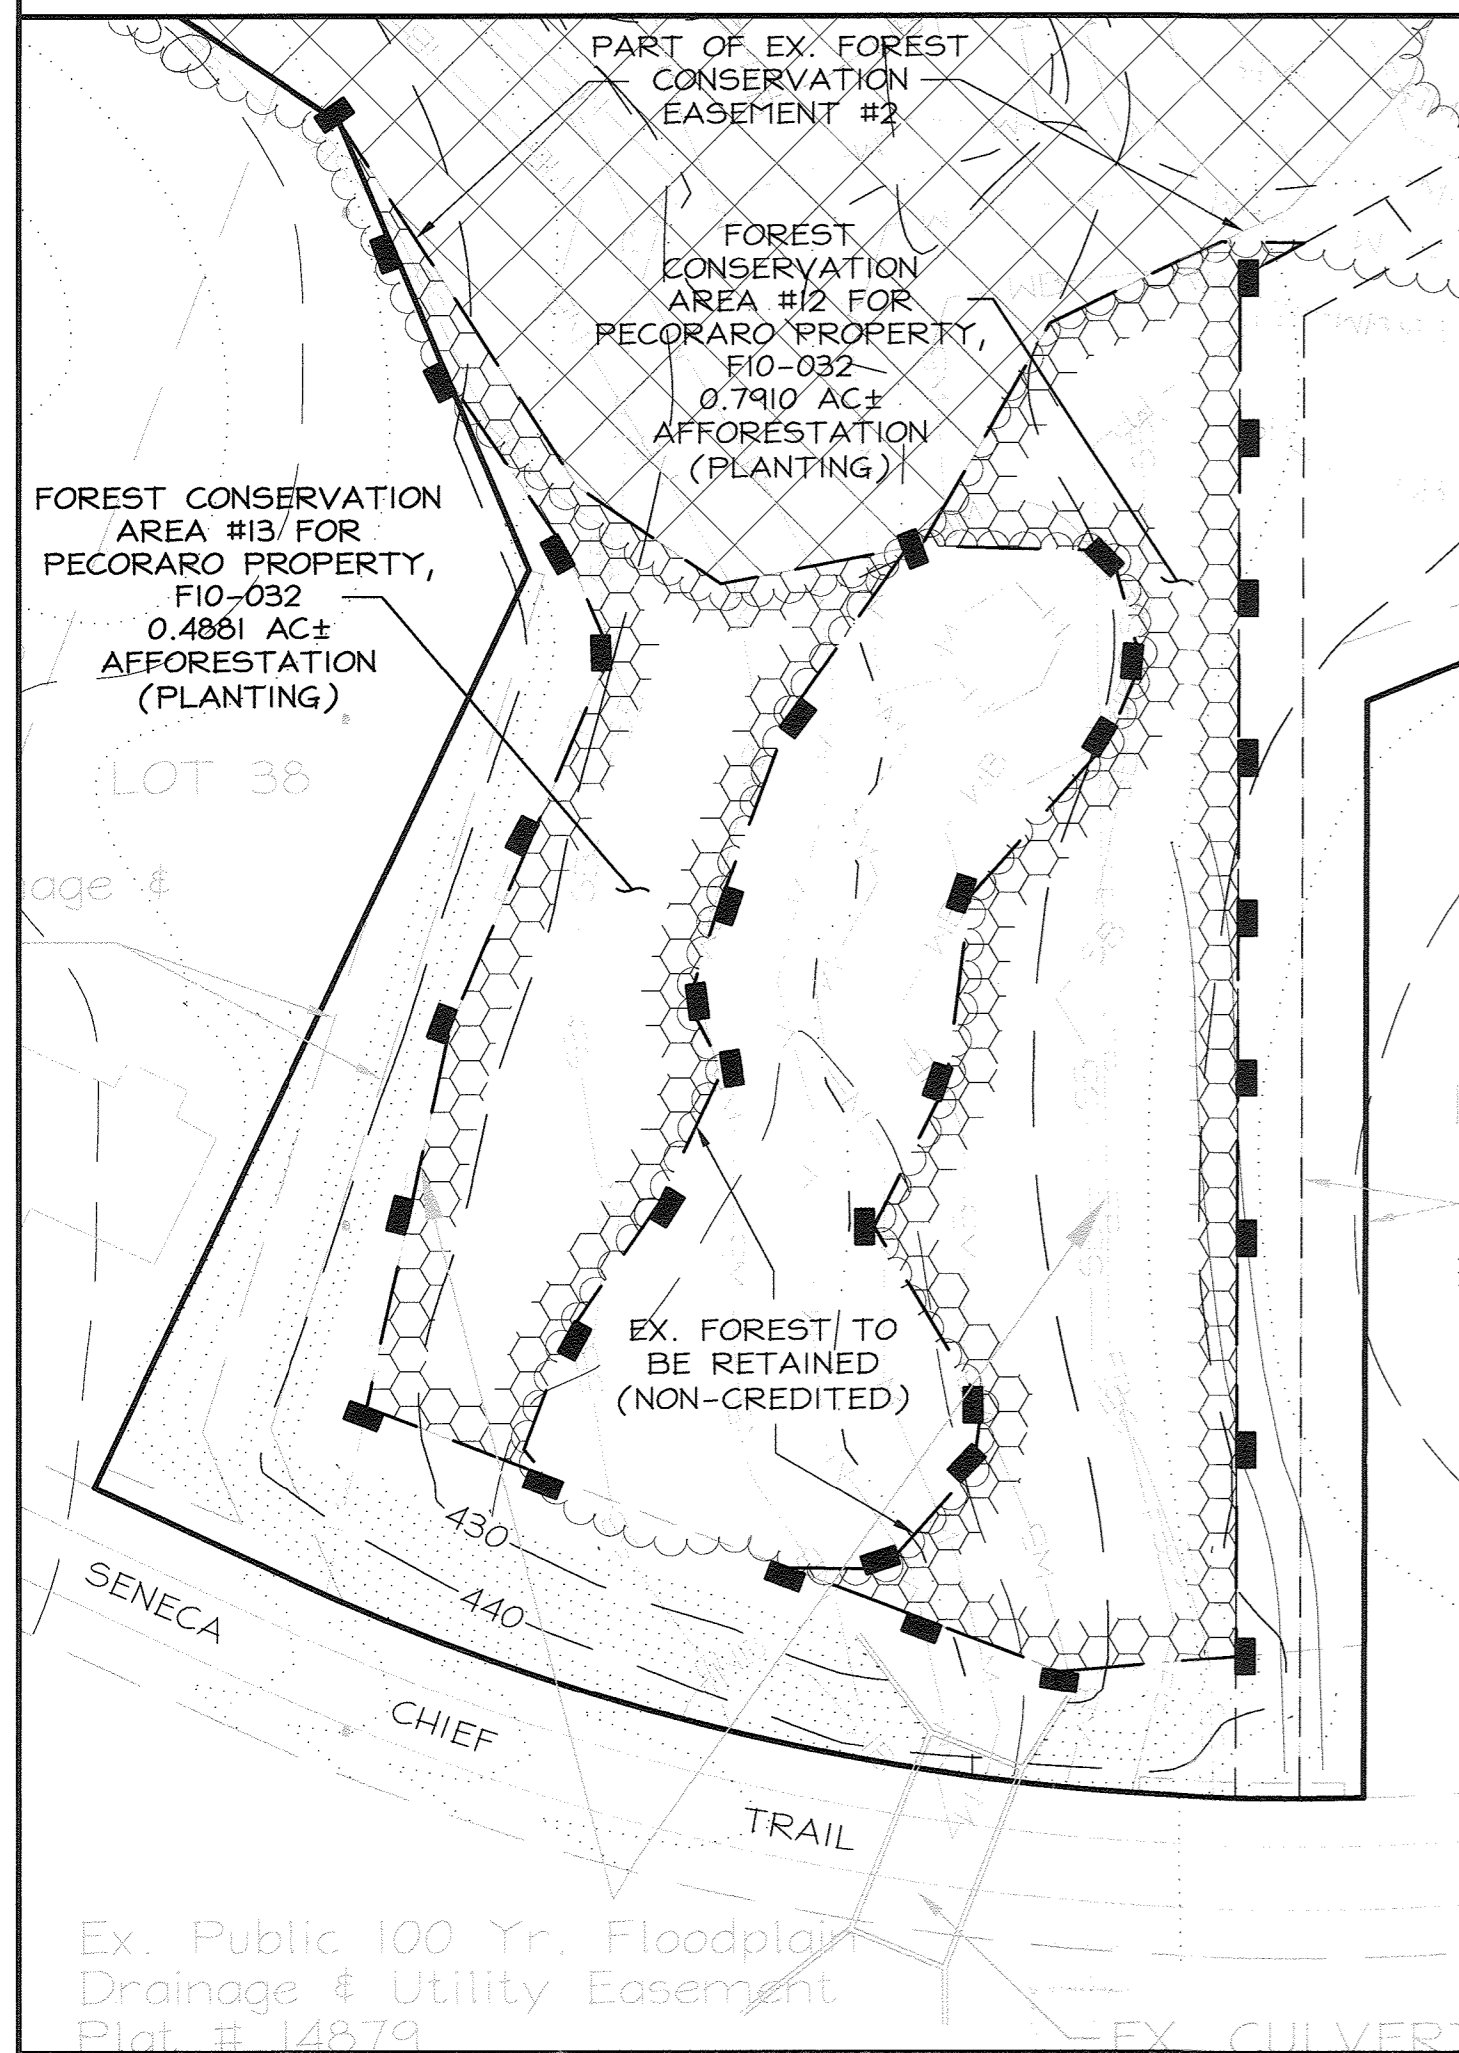 PART OF EX. FOREST
CONSERVATION
EASEMENT #2
FOREST
CONSERVATION
AREA #12 FOR
PECORARO PROPERTY,
F10-032
0.7910 AC±
AFFORESTATION
(PLANTING)
FOREST CONSERVATION
AREA #13 FOR
PECORARO PROPERTY,
F10-032
0.4881 AC±
AFFORESTATION
(PLANTING)
LOT 38
age &
EX. FOREST TO
BE RETAINED
(NON-CREDITED)
430
440
SENECA
CHIEF
TRAIL
Ex. Public 100 Yr. Floodplain
Drainage & Utility Easement
Plat # 14879
EX CULVERT